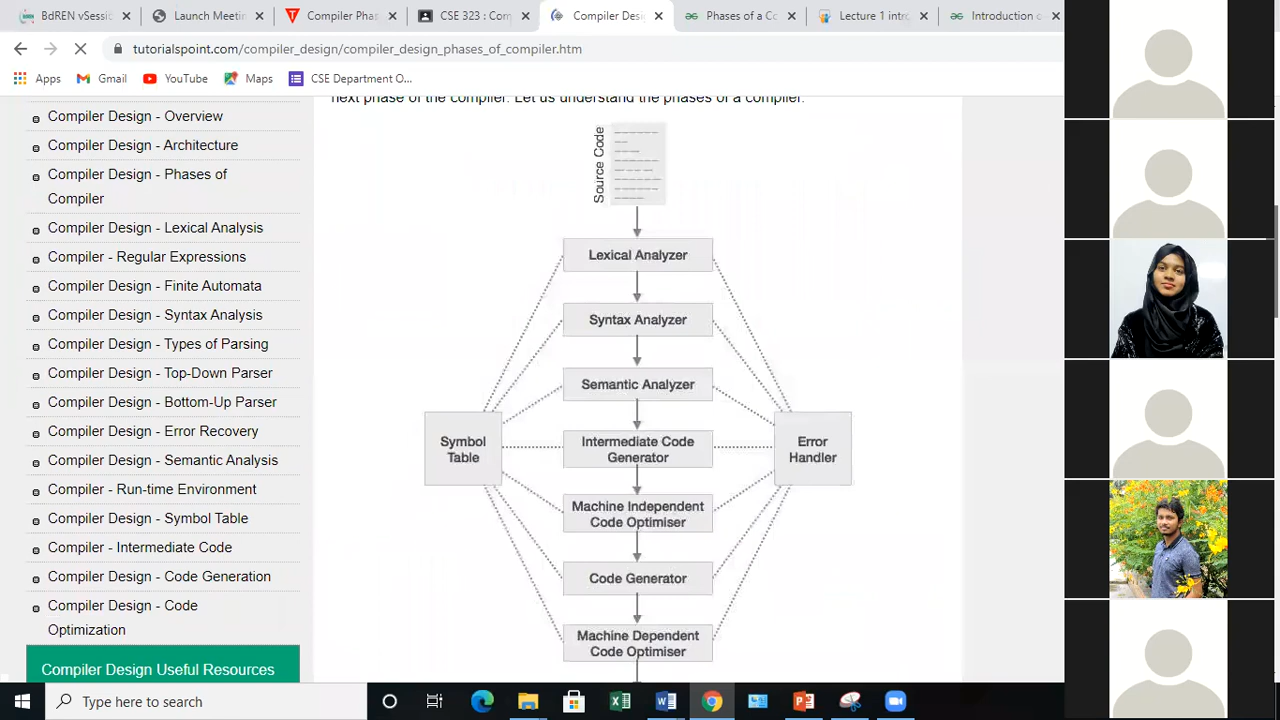 BdREN vSessic
Launch Meeti
Compiler Pha
CSE 323 : Com
Compiler Desi
Phases of a Co
Lecture 1 intr
Introduction o
tutorialspoint.com/compiler_design/compiler_design_phases_of_compiler.htm
Apps
Gmail
YouTube
Maps
CSE Department O...
next phase of the compiler. Let us understand the phases of a compiler.
Compiler Design - Overview
Compiler Design - Architecture
Compiler Design - Phases of
Compiler
Compiler Design - Lexical Analysis
Compiler - Regular Expressions
Compiler Design - Finite Automata
Compiler Design - Syntax Analysis
Compiler Design - Types of Parsing
Compiler Design - Top-Down Parser
Compiler Design - Bottom-Up Parser
Compiler Design - Error Recovery
Compiler Design - Semantic Analysis
Compiler - Run-time Environment
Compiler Design - Symbol Table
Compiler - Intermediate Code
Compiler Design - Code Generation
Compiler Design - Code
Optimization
Compiler Design Useful Resources
Source Code
Lexical Analyzer
Syntax Analyzer
Semantic Analyzer
Symbol
Table
Intermediate Code
Generator
Error
Handler
Machine Independent
Code Optimiser
Code Generator
Machine Dependent
Code Optimiser
Type here to search